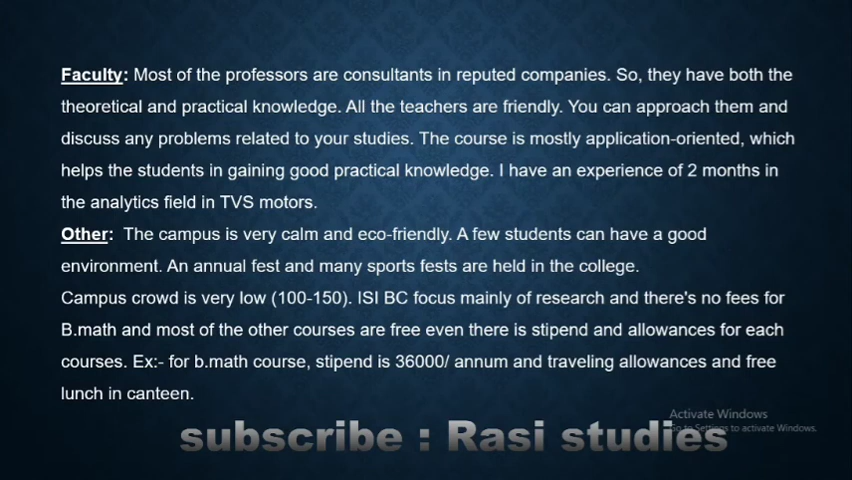 Faculty: Most of the professors are consultants in reputed companies. So, they have both the
theoretical and practical knowledge. All the teachers are friendly. You can approach them and
discuss any problems related to your studies. The course is mostly application-oriented, which
helps the students in gaining good practical knowledge. I have an experience of 2 months in
the analytics field in TVS motors.
Other: The campus is very calm and eco-friendly. A few students can have a good
environment. An annual fest and many sports fests are held in the college.
Campus crowd is very low (100-150). ISI BC focus mainly of research and there's no fees for
B.math and most of the other courses are free even there is stipend and allowances for each
courses. Ex:- for b.math course, stipend is 36000/ annum and traveling allowances and free
lunch in canteen.
Activate Windows
Go to Settings to activate Windows.
subscribe : Rasi studies